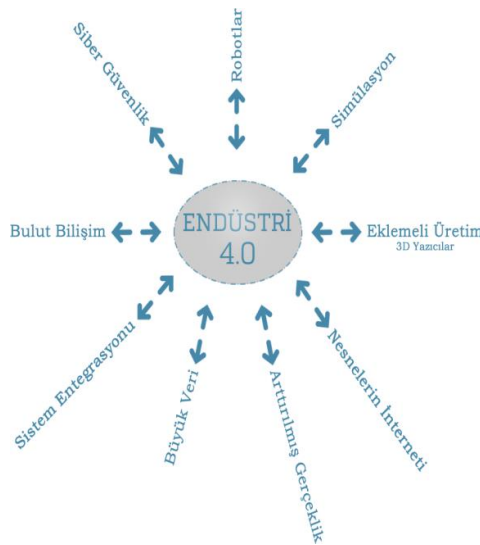 Robotlar
Simülasyon
Siber Güvenlik
ENDÜSTRİ
4.0
Bulut Bilişim
Eklemeli Üretim
3D Yazıcılar
Sistem Entegrasyonu
Büyük Veri
Arttırılmış Gerçeklik
Nesnelerin İnterneti